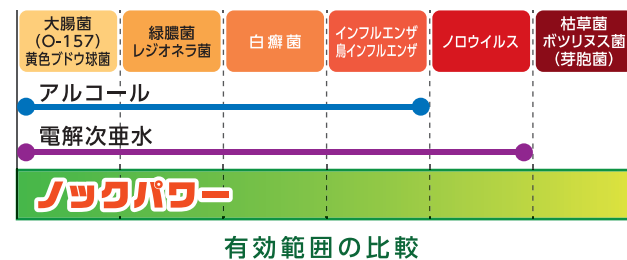 大腸菌
(O-157)
黄色ブドウ球菌
緑膿菌
レジオネラ菌
白癬菌
インフルエンザ
鳥インフルエンザ
ノロウイルス
枯草菌
ボツリヌス菌
(芽胞菌)
アルコール
電解次亜水
ノックパワー
有効範囲の比較